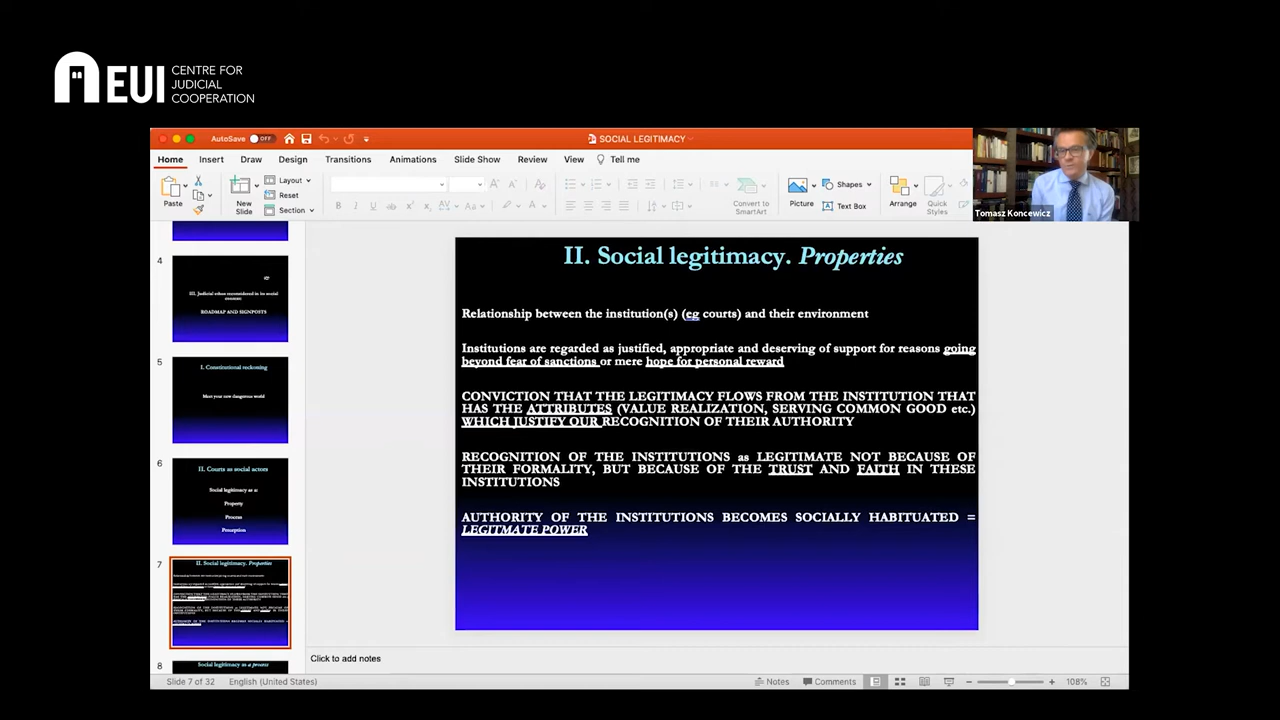 EUI
CENTRE FOR
JUDICIAL
COOPERATION
AutoSave OFF
SOCIAL LEGITIMACY
Home Insert Draw Design Transitions Animations Slide Show Review View Tell me
Paste
New
Slide
Layout
Reset
Section
Convert to
SmartArt
Picture
Shapes
Text Box
Arrange
Quick
Styles
Tomasz Koncewicz
4
III. Judicial ethos reconsidered in its social
ROADMAP AND SIGNPOSTS
5
I. Constitutional reckoning
Meet your new dangerous world
6
II. Courts as social actors
Social legitimacy as a:
Property
Process
Perception
7
II. Social legitimacy. Properties
8
Social legitimacy as a process
II. Social legitimacy. Properties
Relationship between the institution(s) (eg courts) and their environment
Institutions are regarded as justified, appropriate and deserving of support for reasons going
beyond fear of sanctions or mere hope for personal reward
CONVICTION THAT THE LEGITIMACY FLOWS FROM THE INSTITUTION THAT
HAS THE ATTRIBUTES (VALUE REALIZATION, SERVING COMMON GOOD etc.)
WHICH JUSTIFY OUR RECOGNITION OF THEIR AUTHORITY
RECOGNITION OF THE INSTITUTIONS as LEGITIMATE NOT BECAUSE OF
THEIR FORMALITY, BUT BECAUSE OF THE TRUST AND FAITH IN THESE
INSTITUTIONS
AUTHORITY OF THE INSTITUTIONS BECOMES SOCIALLY HABITUATED =
LEGITMATE POWER
Click to add notes
Slide 7 of 32 English (United States) Notes Comments 108%